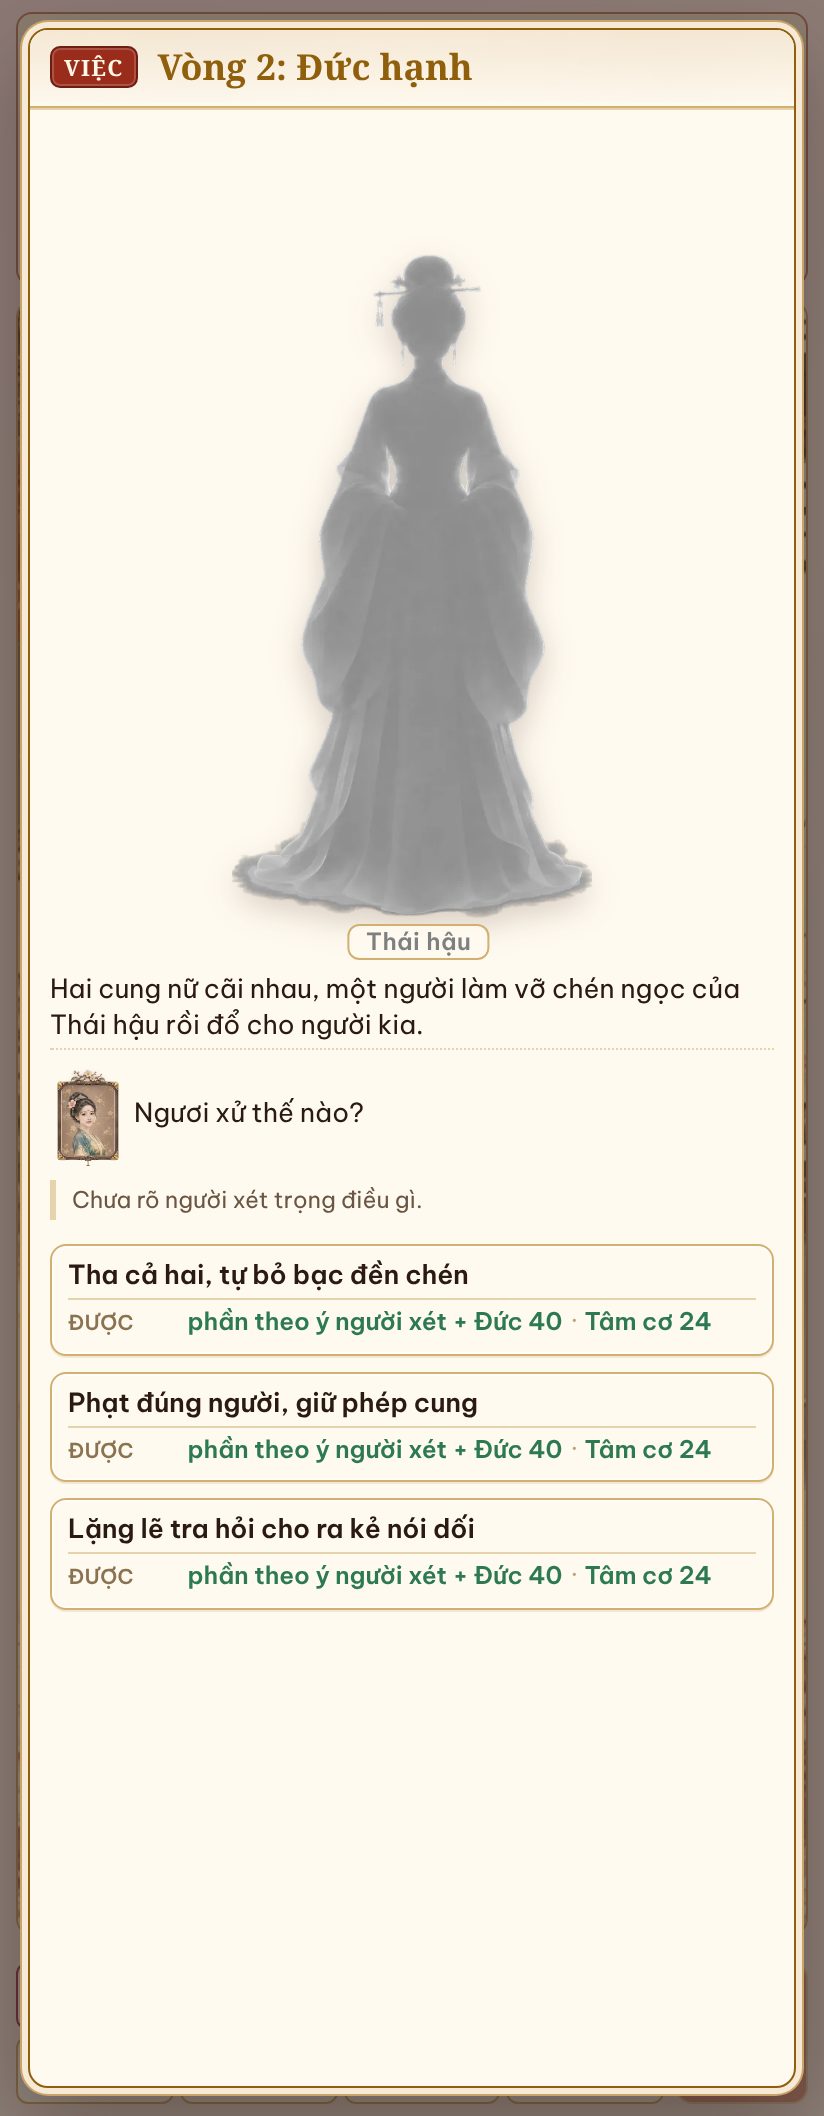 VIỆC
Vòng 2: Đức hạnh
Thái hậu
Hai cung nữ cãi nhau, một người làm vỡ chén ngọc của
Thái hậu rồi đổ cho người kia.
Ngươi xử thế nào?
Chưa rõ người xét trọng điều gì.
Tha cả hai, tự bỏ bạc đền chén
ĐƯỢC phần theo ý người xét + Đức 40 · Tâm cơ 24
Phạt đúng người, giữ phép cung
ĐƯỢC phần theo ý người xét + Đức 40 · Tâm cơ 24
Lặng lẽ tra hỏi cho ra kẻ nói dối
ĐƯỢC phần theo ý người xét + Đức 40 · Tâm cơ 24